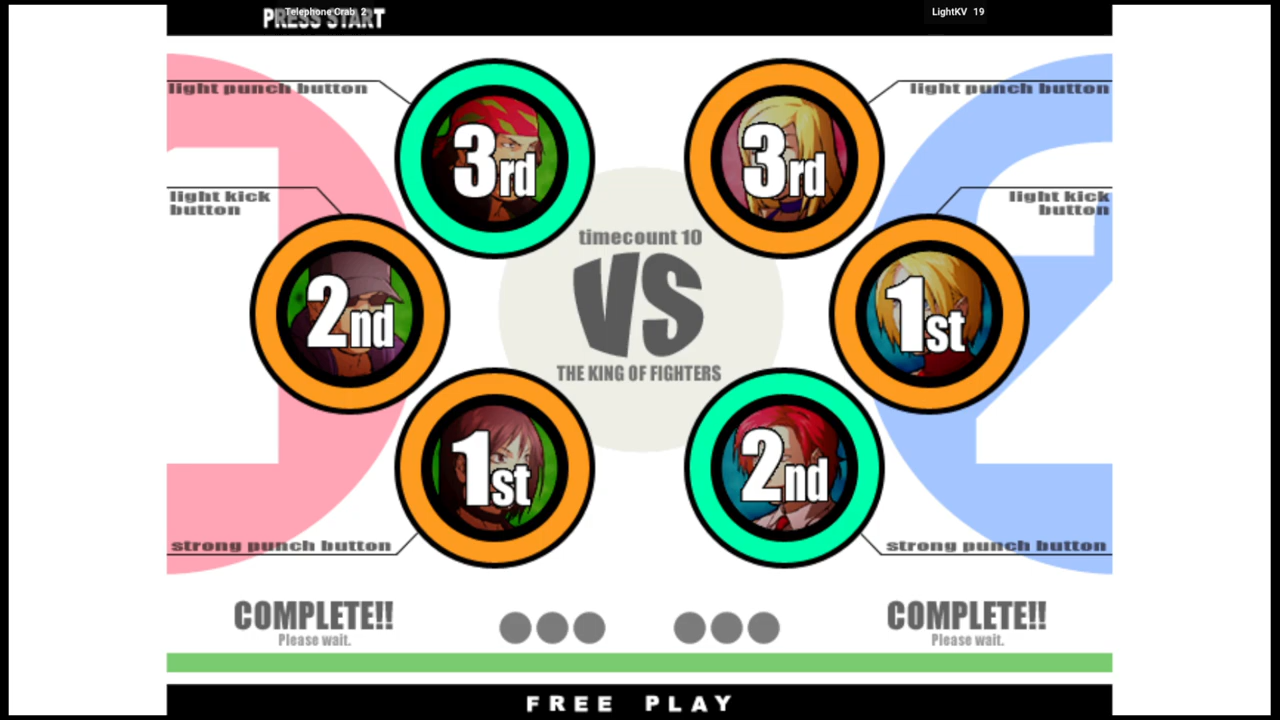 PRESS START
Telephone Crab 2
LightKV 19
light punch button
light punch button
3rd
3rd
light kick
button
light kick
button
timecount 10
VS
THE KING OF FIGHTERS
2nd
1st
1st
2nd
strong punch button
strong punch button
COMPLETE!!
Please wait.
COMPLETE!!
Please wait.
FREE PLAY
1
2